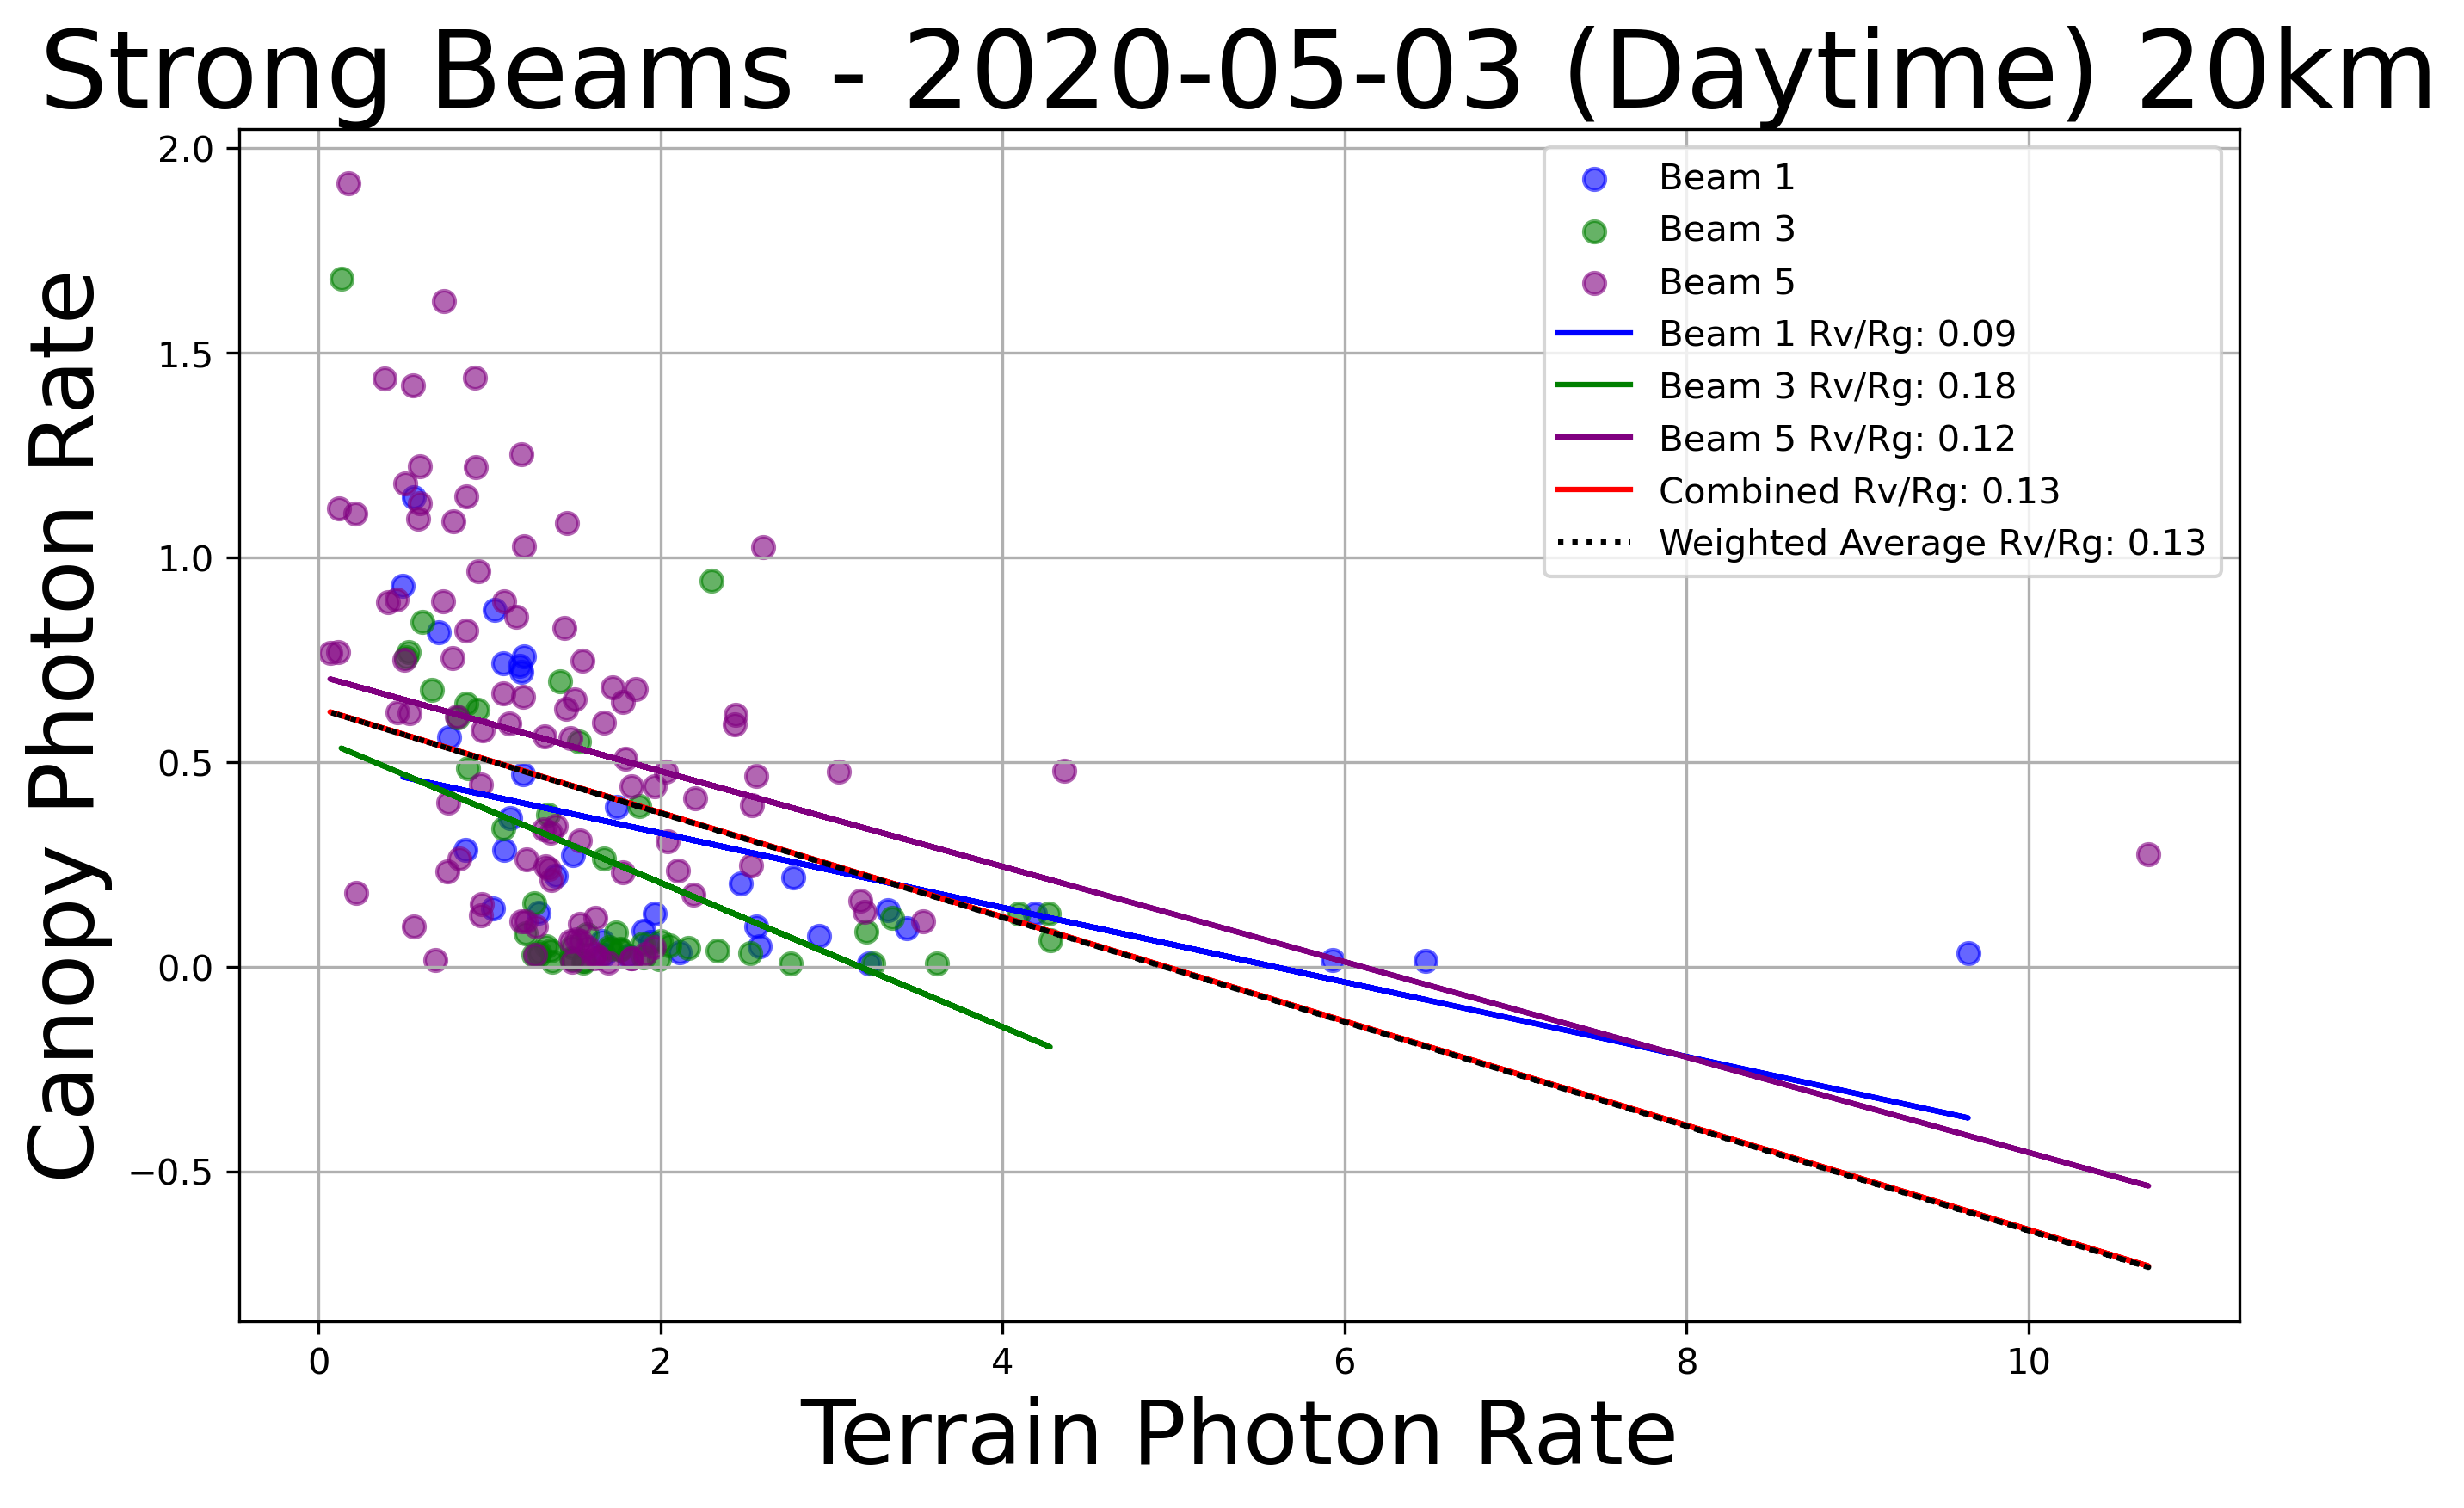 Strong Beams - 2020-05-03 (Daytime) 20km
Canopy Photon Rate
2.0
1.5
1.0
0.5
0.0
−0.5
Beam 1
Beam 3
Beam 5
Beam 1 Rv/Rg: 0.09
Beam 3 Rv/Rg: 0.18
Beam 5 Rv/Rg: 0.12
Combined Rv/Rg: 0.13
Weighted Average Rv/Rg: 0.13
0 2 4 6 8 10
Terrain Photon Rate